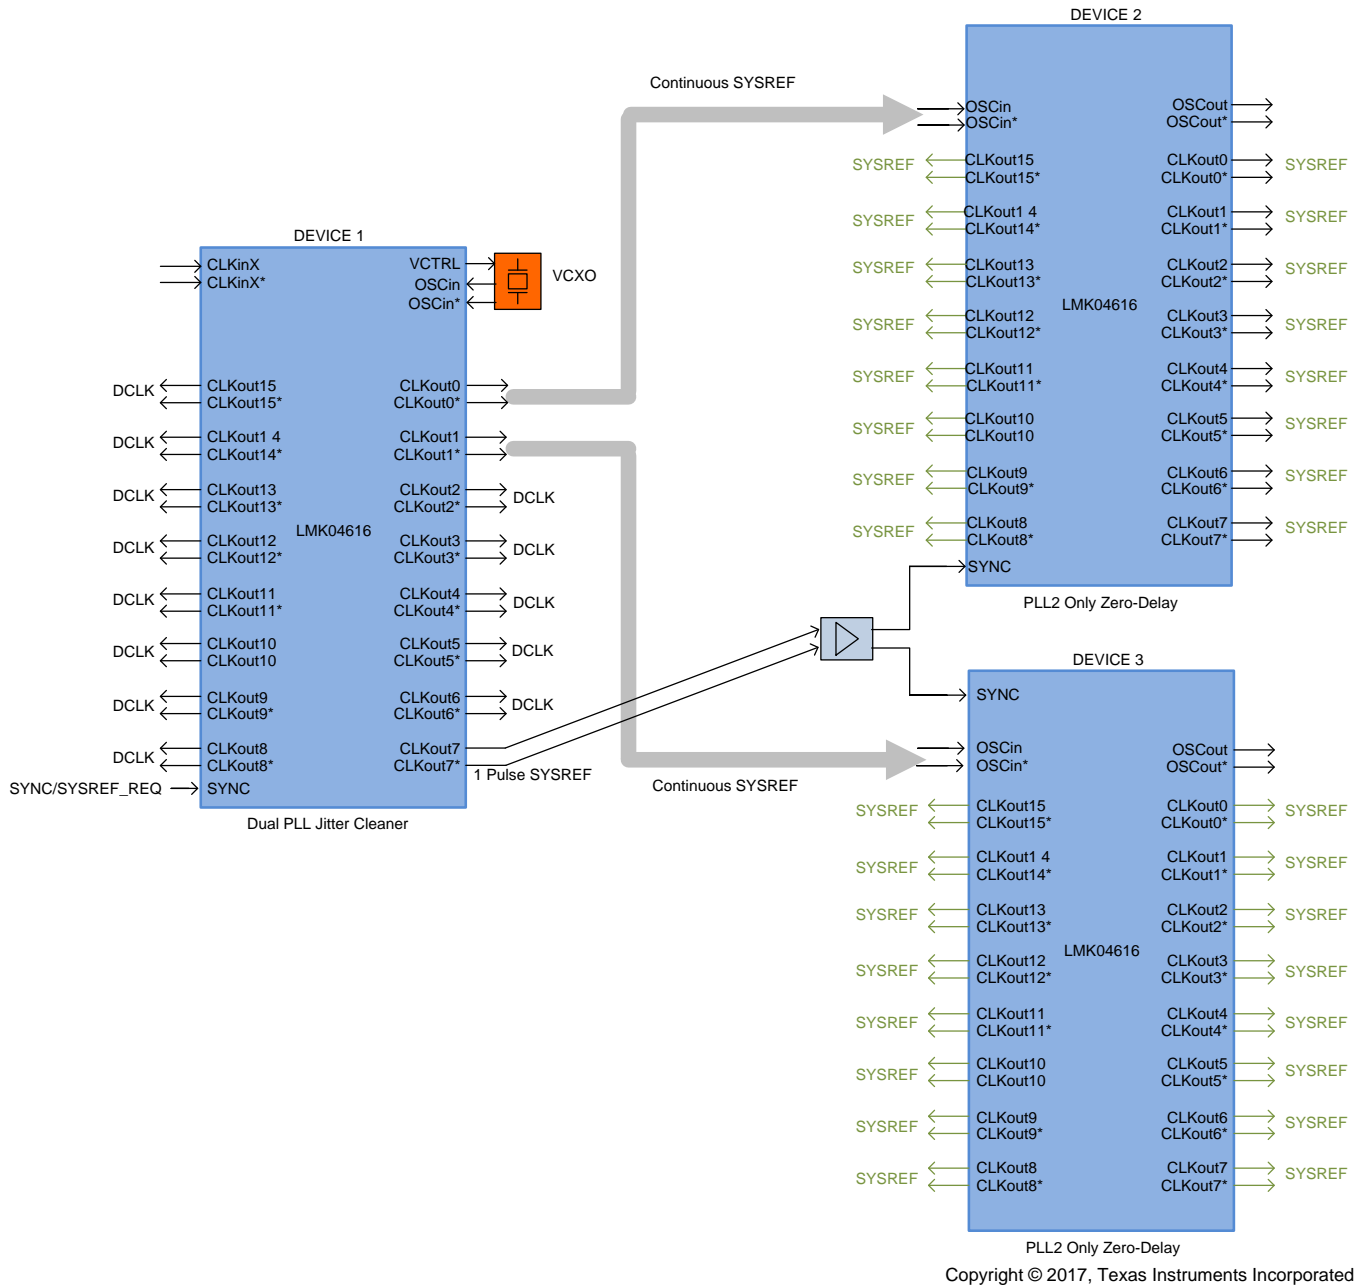 DEVICE 1
CLKinX
CLKinX*
VCTRL
OSCin
OSCin*
VCXO
DCLK
CLKout15
CLKout15*
CLKout0
CLKout0*
DCLK
CLKout1 4
CLKout14*
CLKout1
CLKout1*
DCLK
CLKout13
CLKout13*
CLKout2
CLKout2*
DCLK
LMK04616
DCLK
CLKout12
CLKout12*
CLKout3
CLKout3*
DCLK
DCLK
CLKout11
CLKout11*
CLKout4
CLKout4*
DCLK
DCLK
CLKout10
CLKout10
CLKout5
CLKout5*
DCLK
DCLK
CLKout9
CLKout9*
CLKout6
CLKout6*
DCLK
DCLK
CLKout8
CLKout8*
CLKout7
CLKout7*
1 Pulse SYSREF
SYNC/SYSREF_REQ
SYNC
Dual PLL Jitter Cleaner
Continuous SYSREF
Continuous SYSREF
DEVICE 2
OSCin
OSCin*
OSCout
OSCout*
SYSREF
CLKout15
CLKout15*
CLKout0
CLKout0*
SYSREF
SYSREF
CLKout1 4
CLKout14*
CLKout1
CLKout1*
SYSREF
SYSREF
CLKout13
CLKout13*
CLKout2
CLKout2*
SYSREF
LMK04616
SYSREF
CLKout12
CLKout12*
CLKout3
CLKout3*
SYSREF
SYSREF
CLKout11
CLKout11*
CLKout4
CLKout4*
SYSREF
SYSREF
CLKout10
CLKout10
CLKout5
CLKout5*
SYSREF
SYSREF
CLKout9
CLKout9*
CLKout6
CLKout6*
SYSREF
SYSREF
CLKout8
CLKout8*
CLKout7
CLKout7*
SYSREF
SYNC
PLL2 Only Zero-Delay
DEVICE 3
SYNC
OSCin
OSCin*
OSCout
OSCout*
SYSREF
CLKout15
CLKout15*
CLKout0
CLKout0*
SYSREF
SYSREF
CLKout1 4
CLKout14*
CLKout1
CLKout1*
SYSREF
SYSREF
CLKout13
CLKout13*
CLKout2
CLKout2*
SYSREF
LMK04616
SYSREF
CLKout12
CLKout12*
CLKout3
CLKout3*
SYSREF
SYSREF
CLKout11
CLKout11*
CLKout4
CLKout4*
SYSREF
SYSREF
CLKout10
CLKout10
CLKout5
CLKout5*
SYSREF
SYSREF
CLKout9
CLKout9*
CLKout6
CLKout6*
SYSREF
SYSREF
CLKout8
CLKout8*
CLKout7
CLKout7*
SYSREF
PLL2 Only Zero-Delay
Copyright © 2017, Texas Instruments Incorporated